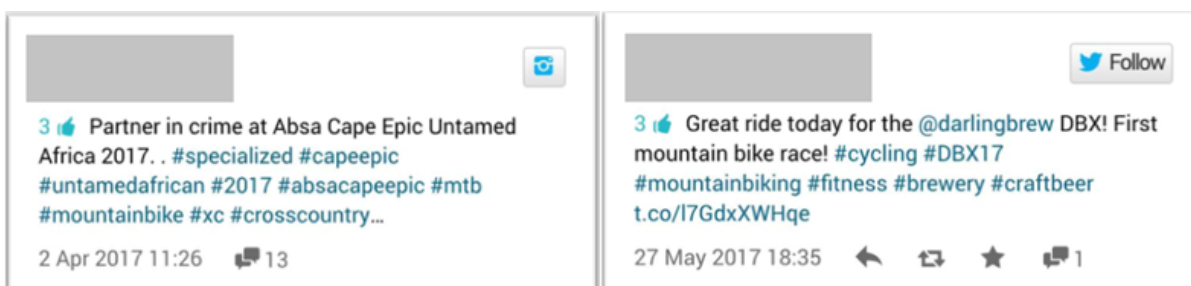 3 Partner in crime at Absa Cape Epic Untamed
Africa 2017. . #specialized #capeepic
#untamedafrican #2017 #absacapeepic #mtb
#mountainbike #xc #crosscountry...
2 Apr 2017 11:26 13
Follow
3 Great ride today for the @darlingbrew DBX! First
mountain bike race! #cycling #DBX17
#mountainbiking #fitness #brewery #craftbeer
t.co/l7GdxXWHqe
27 May 2017 18:35 1